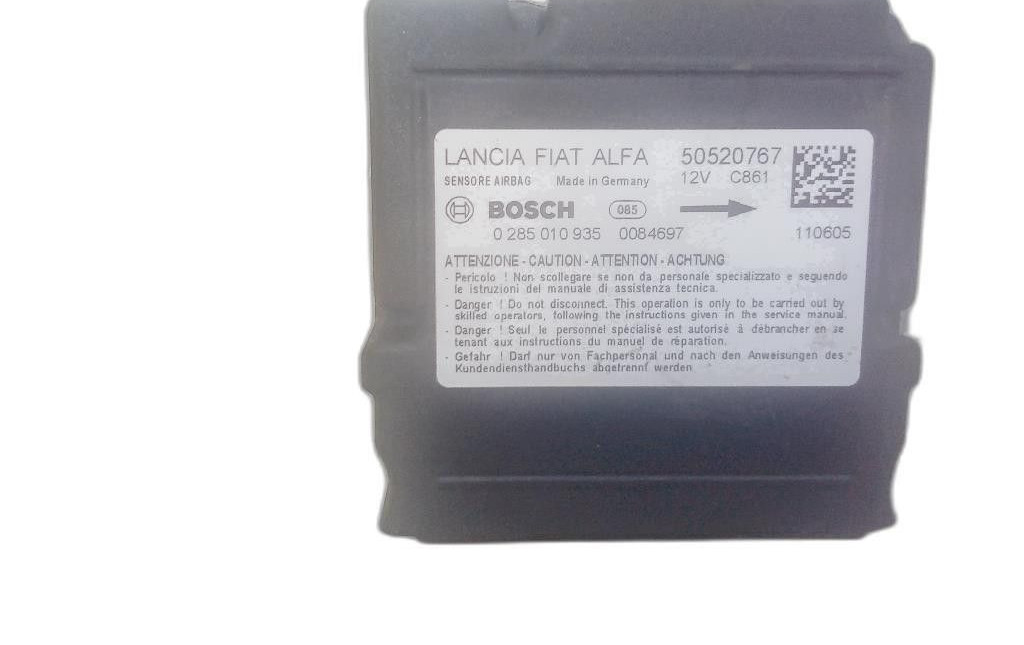 LANCIA FIAT ALFA 50520767
SENSORE AIRBAG Made in Germany 12V C861
BOSCH 085
0 285 010 935 0084697 110605
ATTENZIONE - CAUTION - ATTENTION - ACHTUNG
- Pericolo ! Non scollegare se non da personale specializzato e seguendo
le istruzioni del manuale di assistenza tecnica.
- Danger ! Do not disconnect. This operation is only to be carried out by
skilled operators, following the instructions given in the service manual.
- Danger ! Seul le personnel spécialisé est autorisé à débrancher en se
tenant aux instructions du manuel de réparation.
- Gefahr ! Darf nur von Fachpersonal und nach den Anweisungen des
Kundendiensthandbuchs abgetrennt werden